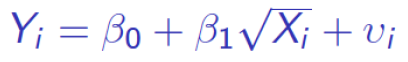 Yᵢ = β₀ + β₁√Xᵢ + υᵢ